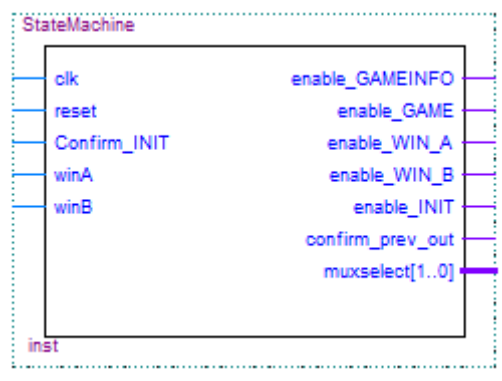 StateMachine
clk enable_GAMEINFO
reset enable_GAME
Confirm_INIT enable_WIN_A
winA enable_WIN_B
winB enable_INIT
confirm_prev_out
muxselect[1..0]
inst